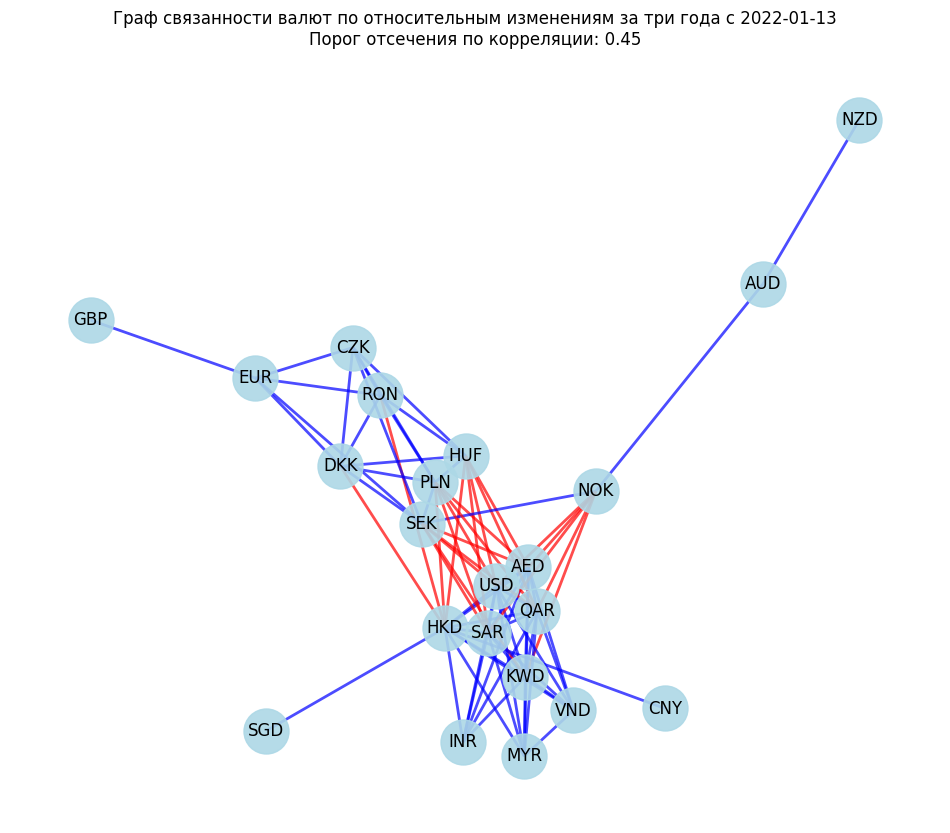 Граф связанности валют по относительным изменениям за три года с 2022-01-13
Порог отсечения по корреляции: 0.45
NZD
AUD
GBP
CZK
EUR
RON
HUF
DKK
PLN
NOK
SEK
AED
USD
QAR
HKD
SAR
KWD
CNY
VND
SGD
INR
MYR